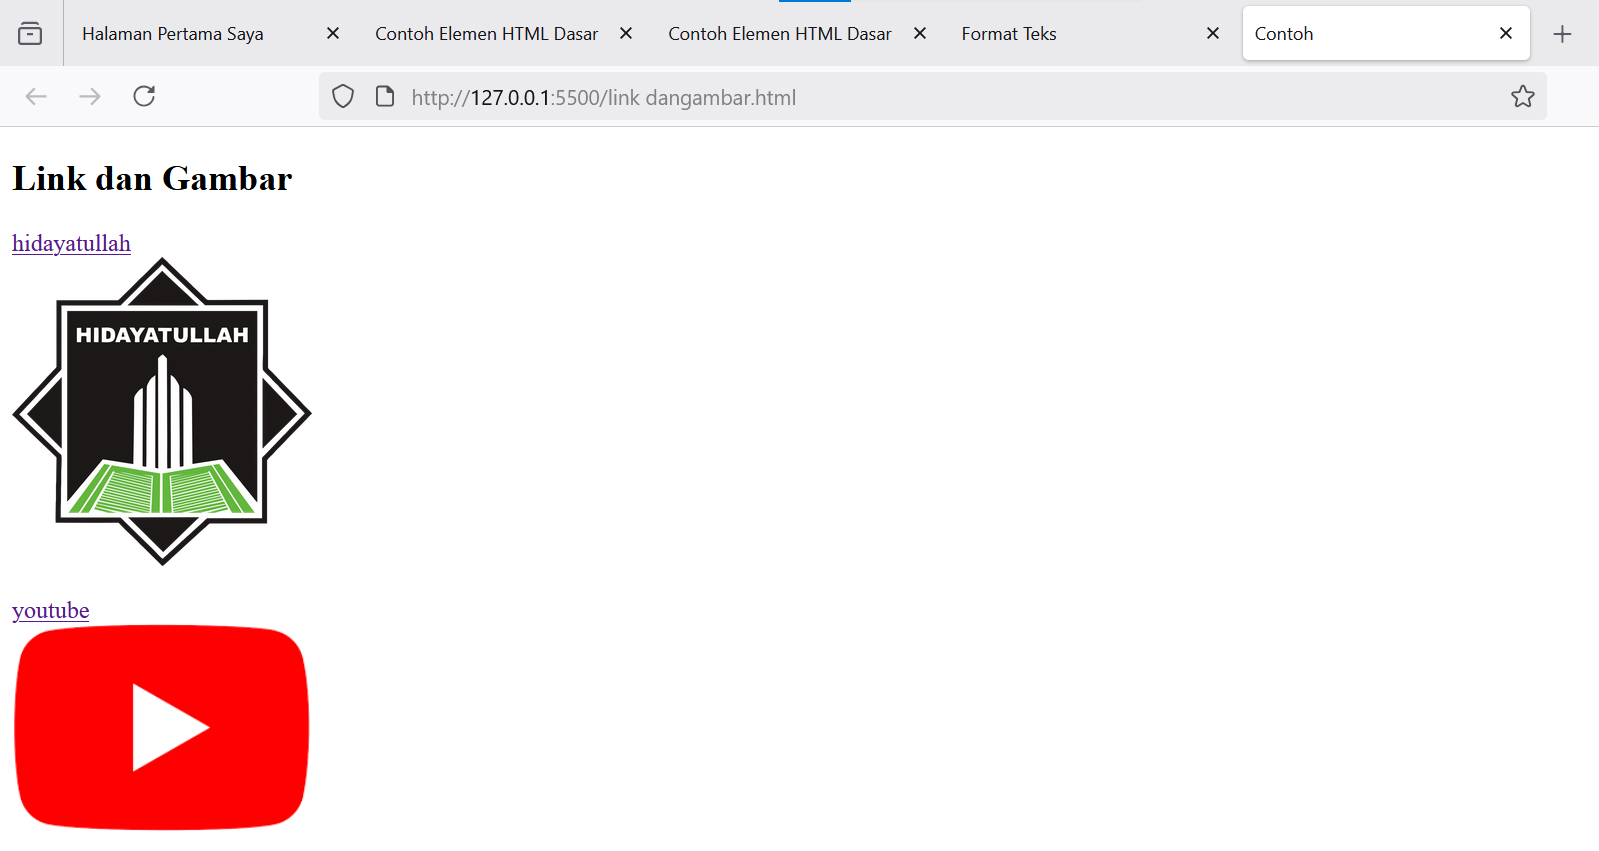 Halaman Pertama Saya
Contoh Elemen HTML Dasar
Contoh Elemen HTML Dasar
Format Teks
Contoh
http://127.0.0.1:5500/link dangambar.html
Link dan Gambar
hidayatullah
HIDAYATULLAH
youtube